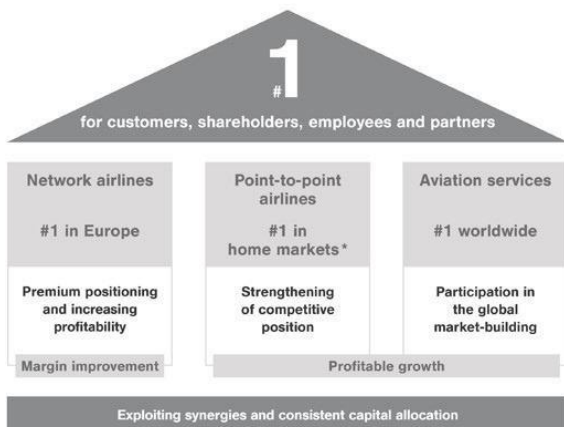 #1
for customers, shareholders, employees and partners
Network airlines
#1 in Europe
Premium positioning
and increasing
profitability
Point-to-point
airlines
#1 in
home markets*
Strengthening
of competitive
position
Aviation services
#1 worldwide
Participation in
the global
market-building
Margin improvement
Profitable growth
Exploiting synergies and consistent capital allocation